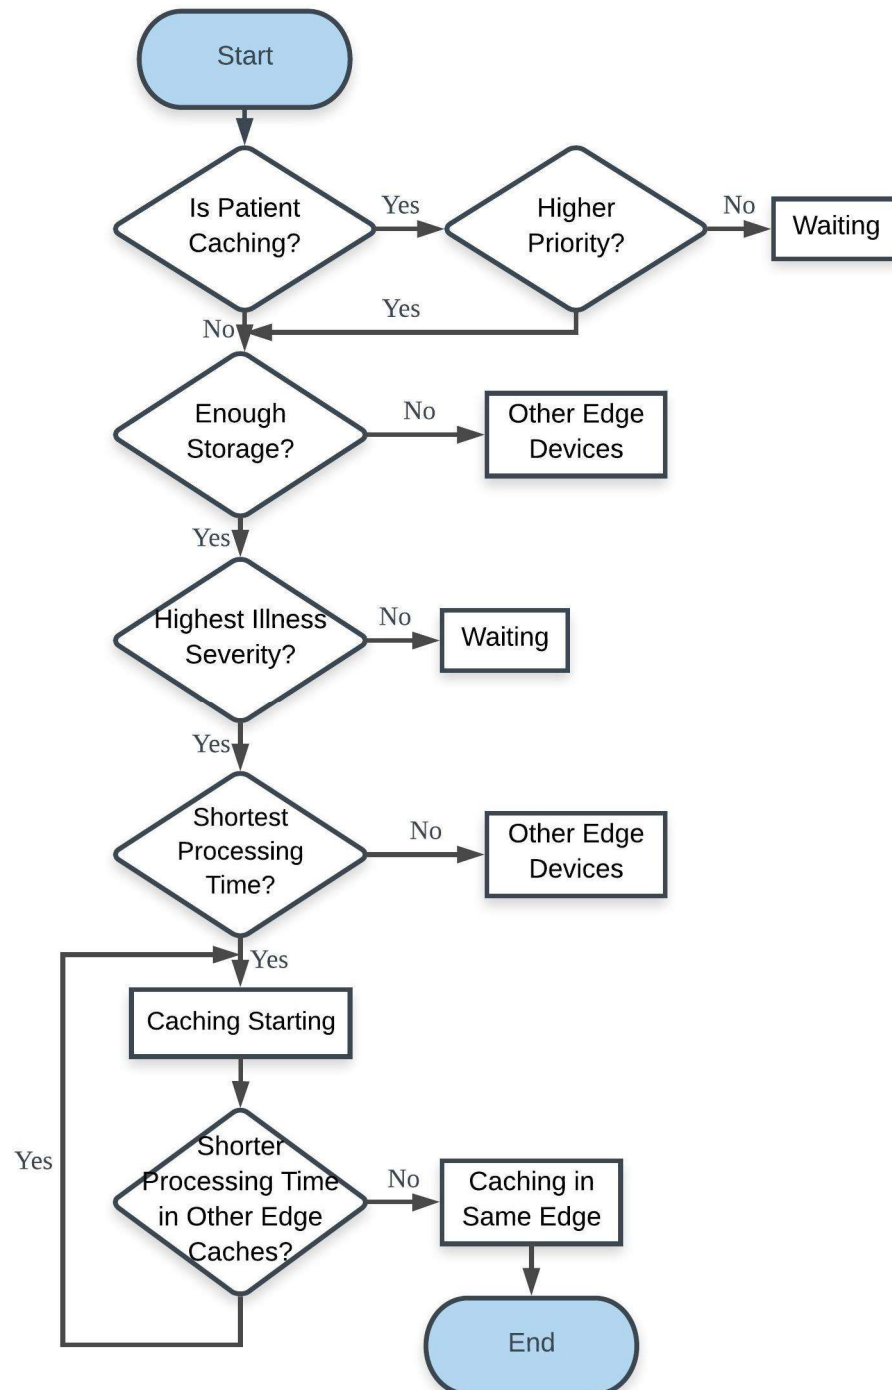 Start
Is Patient
Caching?
Yes
Higher
Priority?
No
Waiting
Yes
No
Enough
Storage?
No
Other Edge
Devices
Yes
Highest Illness
Severity?
No
Waiting
Yes
Shortest
Processing
Time?
No
Other Edge
Devices
Yes
Caching Starting
Yes
Shorter
Processing Time
in Other Edge
Caches?
No
Caching in
Same Edge
End